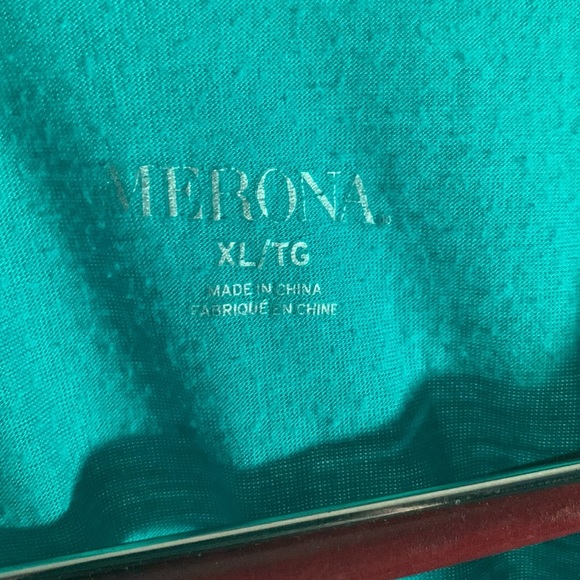 MERONA
XL/TG
MADE IN CHINA
FABRIQUÉ EN CHINE